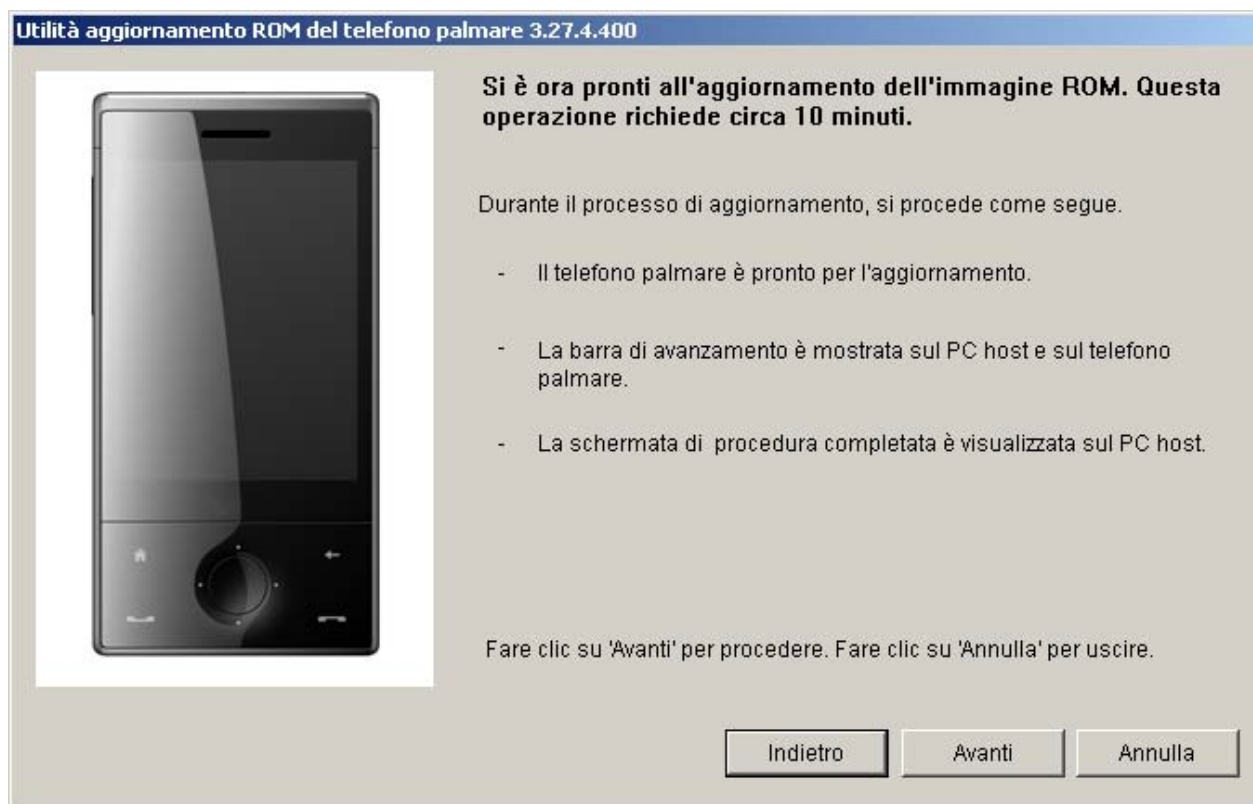 Utilità aggiornamento ROM del telefono palmare 3.27.4.400
Si è ora pronti all'aggiornamento dell'immagine ROM. Questa
operazione richiede circa 10 minuti.
Durante il processo di aggiornamento, si procede come segue.
- Il telefono palmare è pronto per l'aggiornamento.
- La barra di avanzamento è mostrata sul PC host e sul telefono
palmare.
- La schermata di procedura completata è visualizzata sul PC host.
Fare clic su 'Avanti' per procedere. Fare clic su 'Annulla' per uscire.
Indietro Avanti Annulla